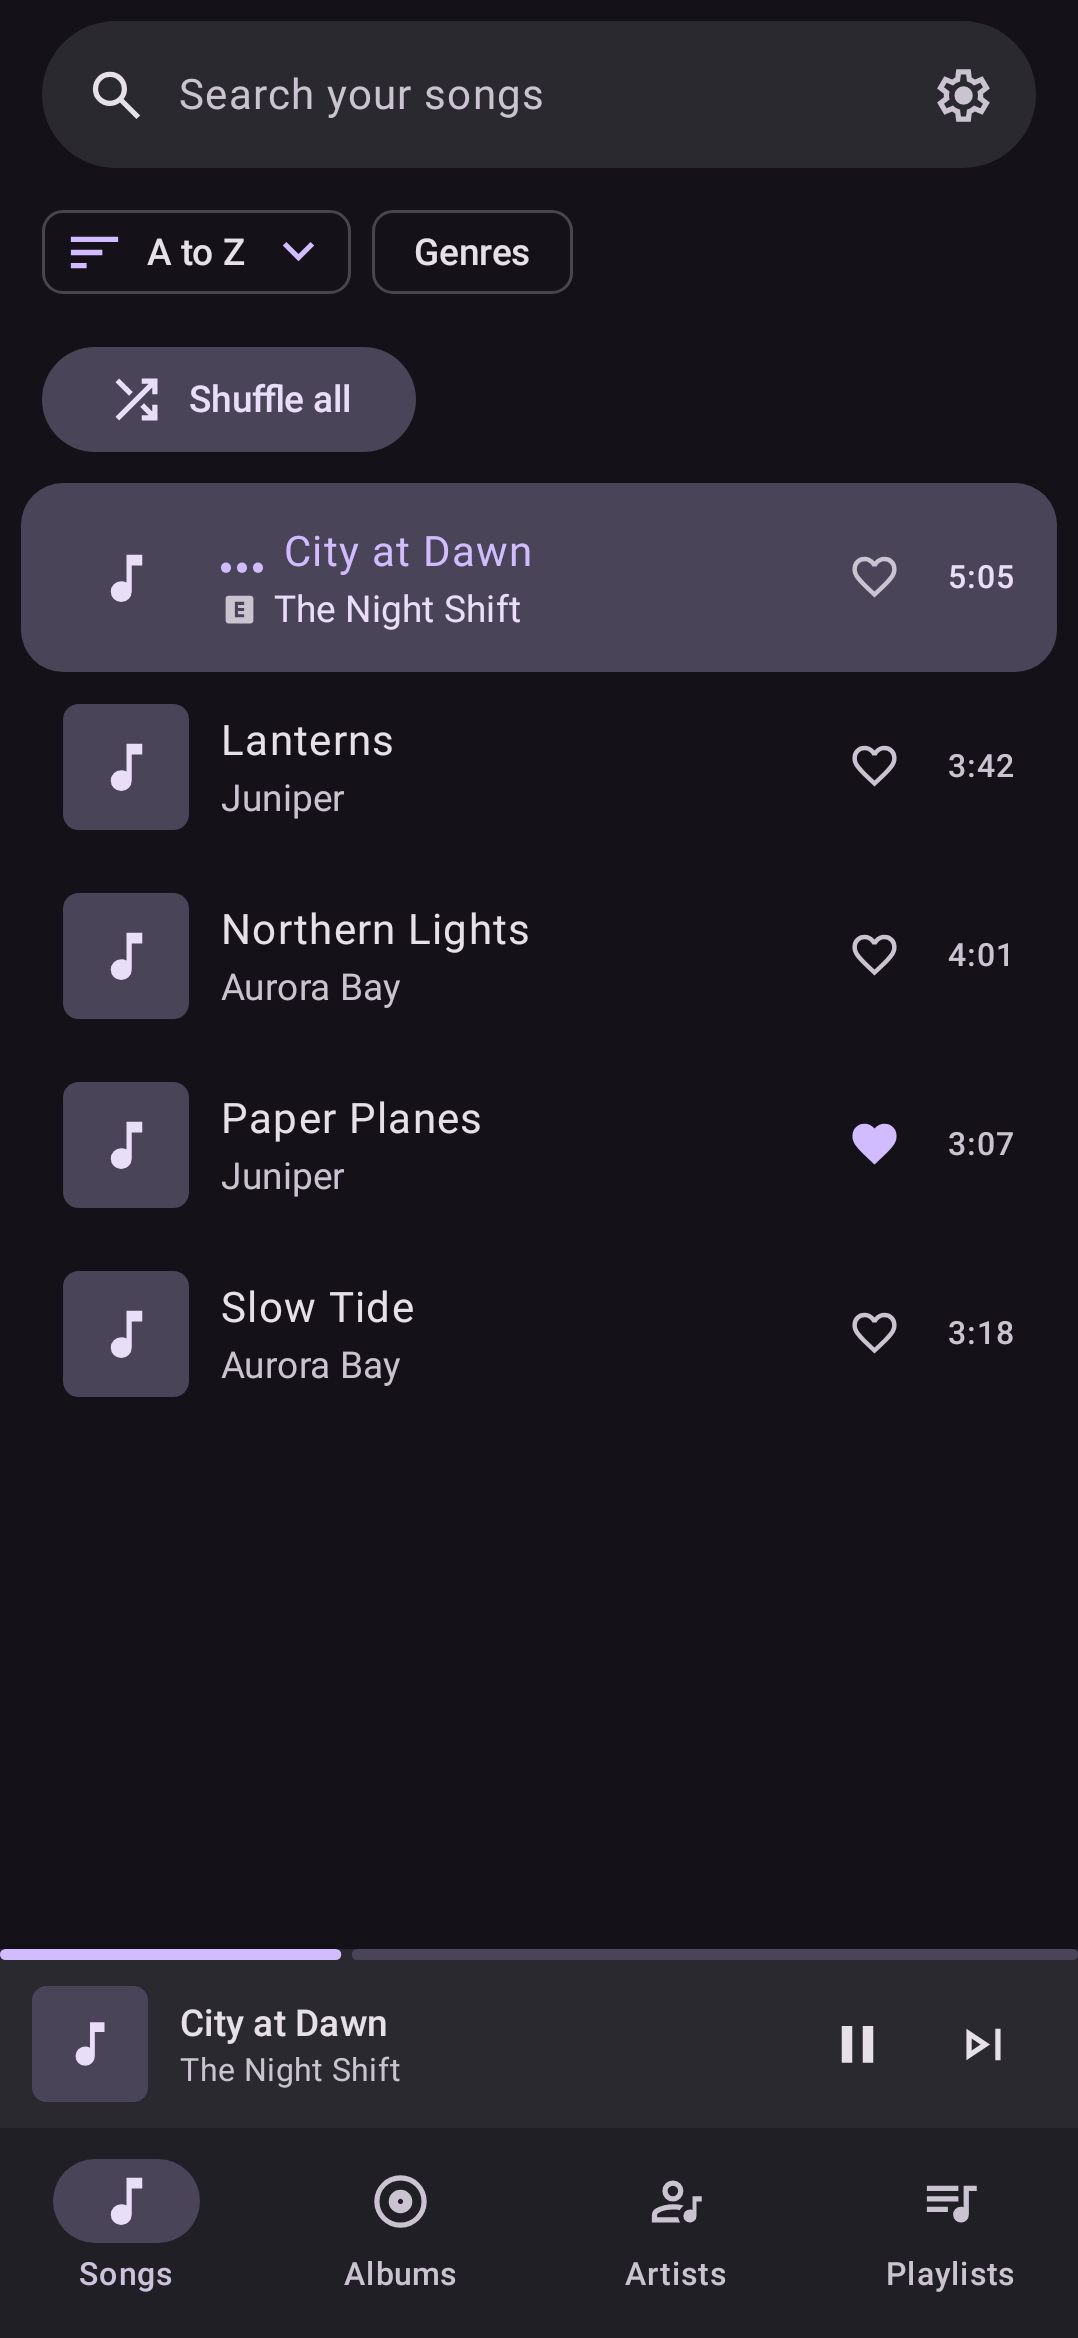 Search your songs
A to Z
Genres
Shuffle all
City at Dawn
E The Night Shift
5:05
Lanterns
Juniper
3:42
Northern Lights
Aurora Bay
4:01
Paper Planes
Juniper
3:07
Slow Tide
Aurora Bay
3:18
City at Dawn
The Night Shift
Songs
Albums
Artists
Playlists